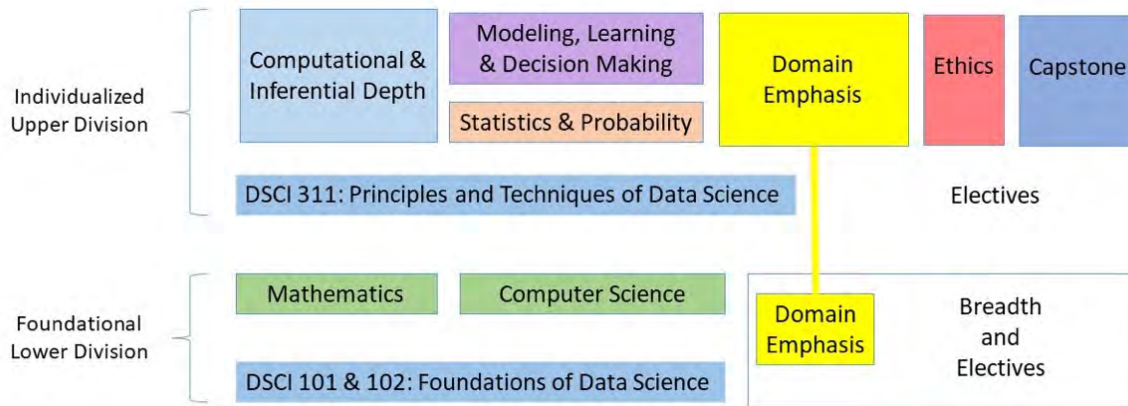 Individualized
Upper Division
Computational &
Inferential Depth
Modeling, Learning
& Decision Making
Statistics & Probability
Domain
Emphasis
Ethics
Capstone
DSCI 311: Principles and Techniques of Data Science
Electives
Foundational
Lower Division
Mathematics
Computer Science
Domain
Emphasis
Breadth
and
Electives
DSCI 101 & 102: Foundations of Data Science